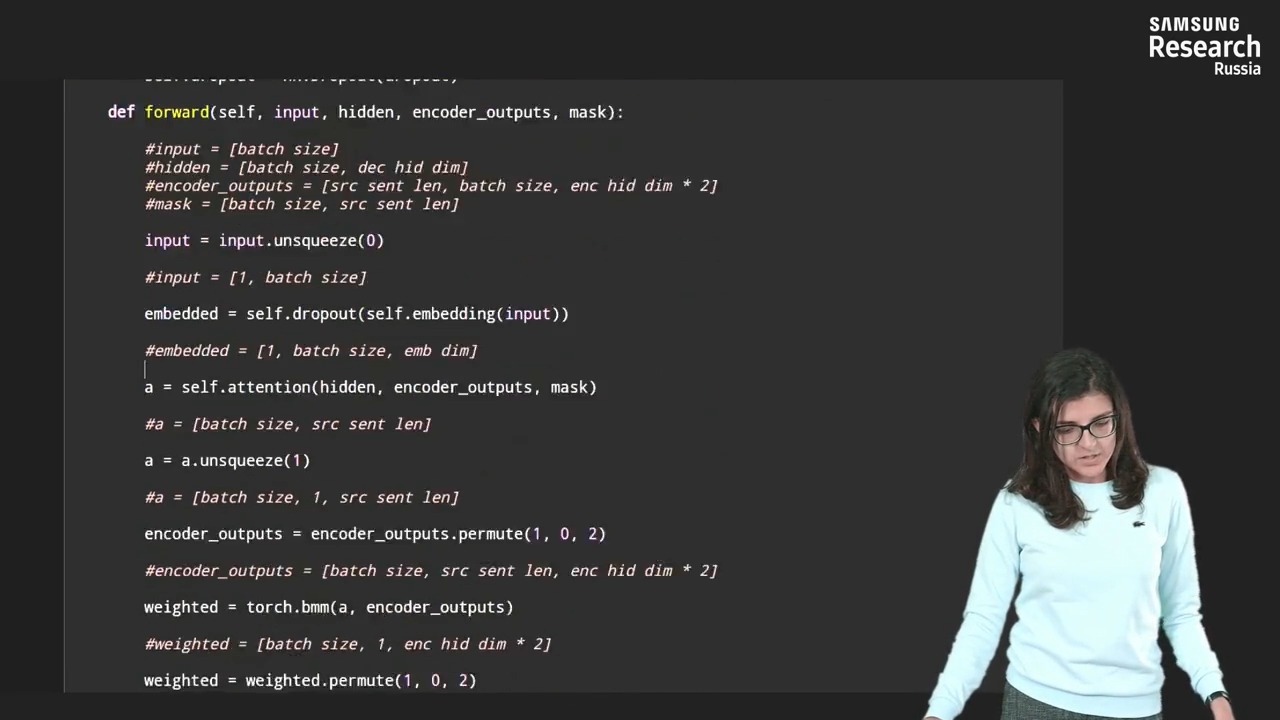 SAMSUNG
Research
Russia
def forward(self, input, hidden, encoder_outputs, mask):
#input = [batch size]
#hidden = [batch size, dec hid dim]
#encoder_outputs = [src sent len, batch size, enc hid dim * 2]
#mask = [batch size, src sent len]
input = input.unsqueeze(0)
#input = [1, batch size]
embedded = self.dropout(self.embedding(input))
#embedded = [1, batch size, emb dim]
a = self.attention(hidden, encoder_outputs, mask)
#a = [batch size, src sent len]
a = a.unsqueeze(1)
#a = [batch size, 1, src sent len]
encoder_outputs = encoder_outputs.permute(1, 0, 2)
#encoder_outputs = [batch size, src sent len, enc hid dim * 2]
weighted = torch.bmm(a, encoder_outputs)
#weighted = [batch size, 1, enc hid dim * 2]
weighted = weighted.permute(1, 0, 2)